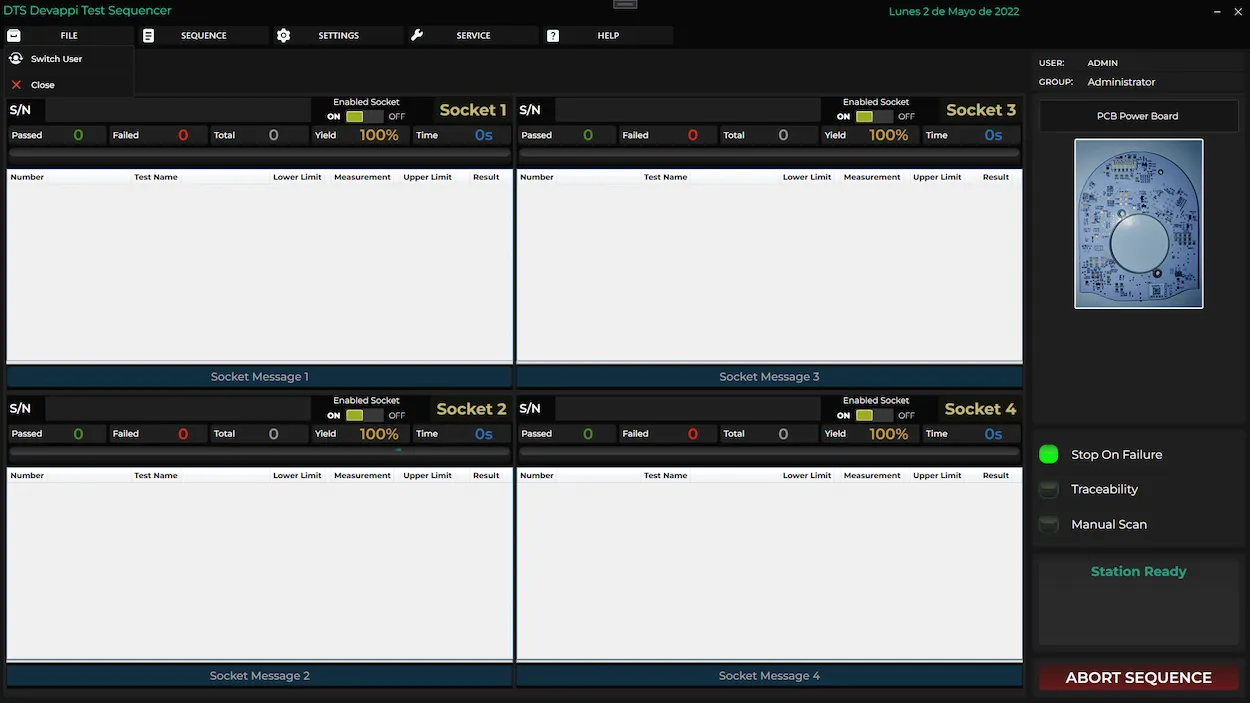 DTS Devappi Test Sequencer
Lunes 2 de Mayo de 2022
FILE SEQUENCE SETTINGS SERVICE HELP
Switch User
Close
USER: ADMIN
GROUP: Administrator
S/N Enabled Socket ON OFF Socket 1
Passed 0 Failed 0 Total 0 Yield 100% Time 0s
Number Test Name Lower Limit Measurement Upper Limit Result
Socket Message 1
S/N Enabled Socket ON OFF Socket 3
Passed 0 Failed 0 Total 0 Yield 100% Time 0s
Number Test Name Lower Limit Measurement Upper Limit Result
Socket Message 3
S/N Enabled Socket ON OFF Socket 2
Passed 0 Failed 0 Total 0 Yield 100% Time 0s
Number Test Name Lower Limit Measurement Upper Limit Result
Socket Message 2
S/N Enabled Socket ON OFF Socket 4
Passed 0 Failed 0 Total 0 Yield 100% Time 0s
Number Test Name Lower Limit Measurement Upper Limit Result
Socket Message 4
PCB Power Board
Stop On Failure
Traceability
Manual Scan
Station Ready
ABORT SEQUENCE